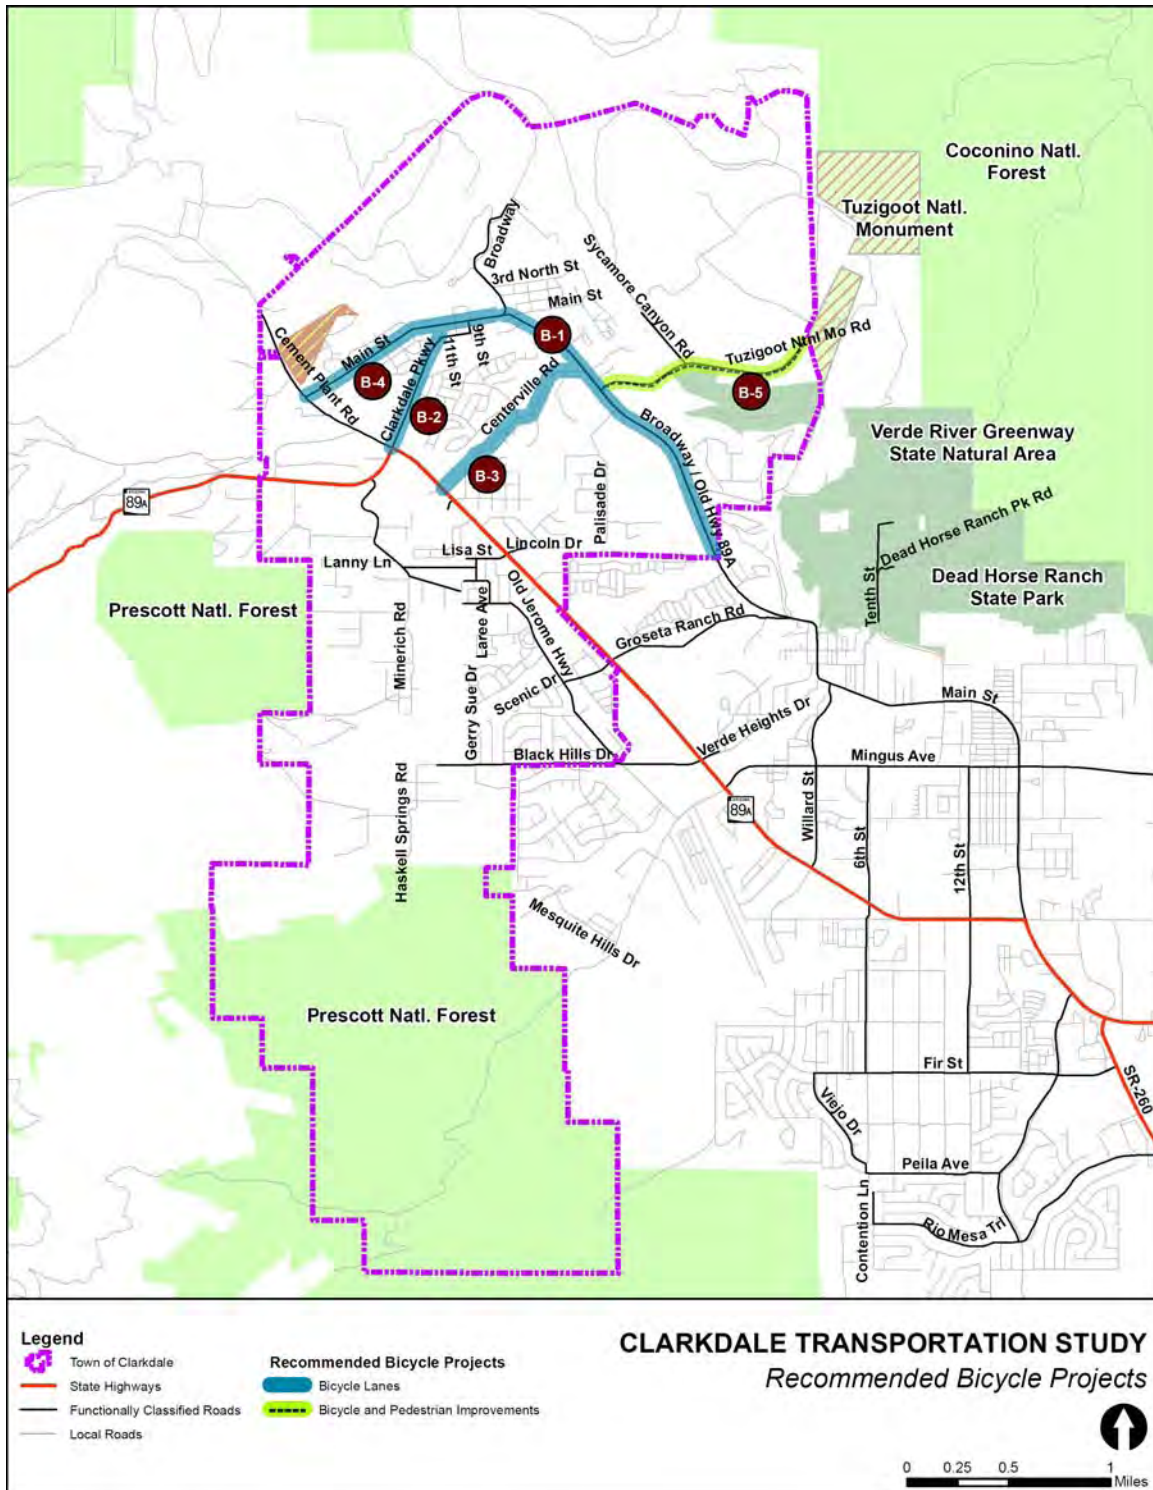 Coconino Natl.
Forest
Tuzigoot Natl.
Monument
Broadway
3rd North St
Sycamore Canyon Rd
Main St
B-1
Tuzigoot Ntnl Mo Rd
Cement Plant Rd
Main St
9th St
11th St
Clarkdale Pkwy
Centerville Rd
B-4
B-5
B-2
Broadway / Old Hwy 89A
Verde River Greenway
State Natural Area
B-3
89A
Palisade Dr
Dead Horse Ranch Pk Rd
Lincoln Dr
Lisa St
Lanny Ln
Dead Horse Ranch
State Park
Tenth St
Prescott Natl. Forest
Minerich Rd
Laree Ave
Old Jerome Hwy
Groseta Ranch Rd
Gerry Sue Dr
Scenic Dr
Main St
Verde Heights Dr
Black Hills Dr
Mingus Ave
Haskell Springs Rd
89A
Willard St
6th St
12th St
Mesquite Hills Dr
Prescott Natl. Forest
Fir St
SR-260
Viejo Dr
Peila Ave
Contention Ln
Rio Mesa Trl
Legend
Town of Clarkdale
State Highways
Functionally Classified Roads
Local Roads
Recommended Bicycle Projects
Bicycle Lanes
Bicycle and Pedestrian Improvements
CLARKDALE TRANSPORTATION STUDY
Recommended Bicycle Projects
0 0.25 0.5 1
Miles